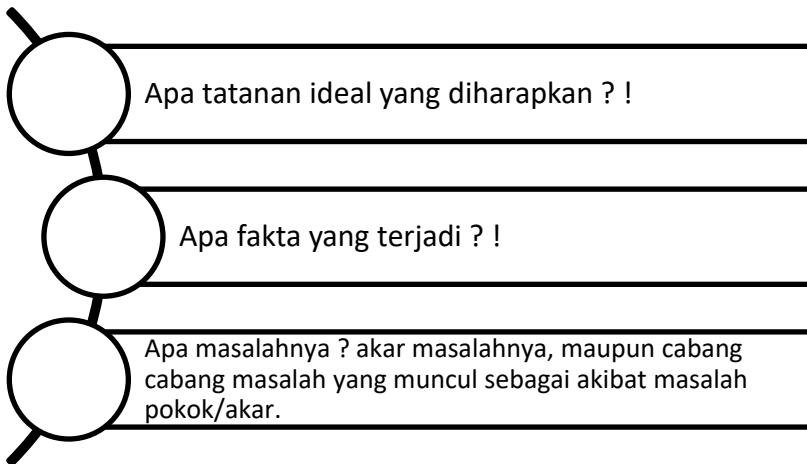 Apa tatanan ideal yang diharapkan ? !
Apa fakta yang terjadi ? !
Apa masalahnya ? akar masalahnya, maupun cabang
cabang masalah yang muncul sebagai akibat masalah
pokok/akar.